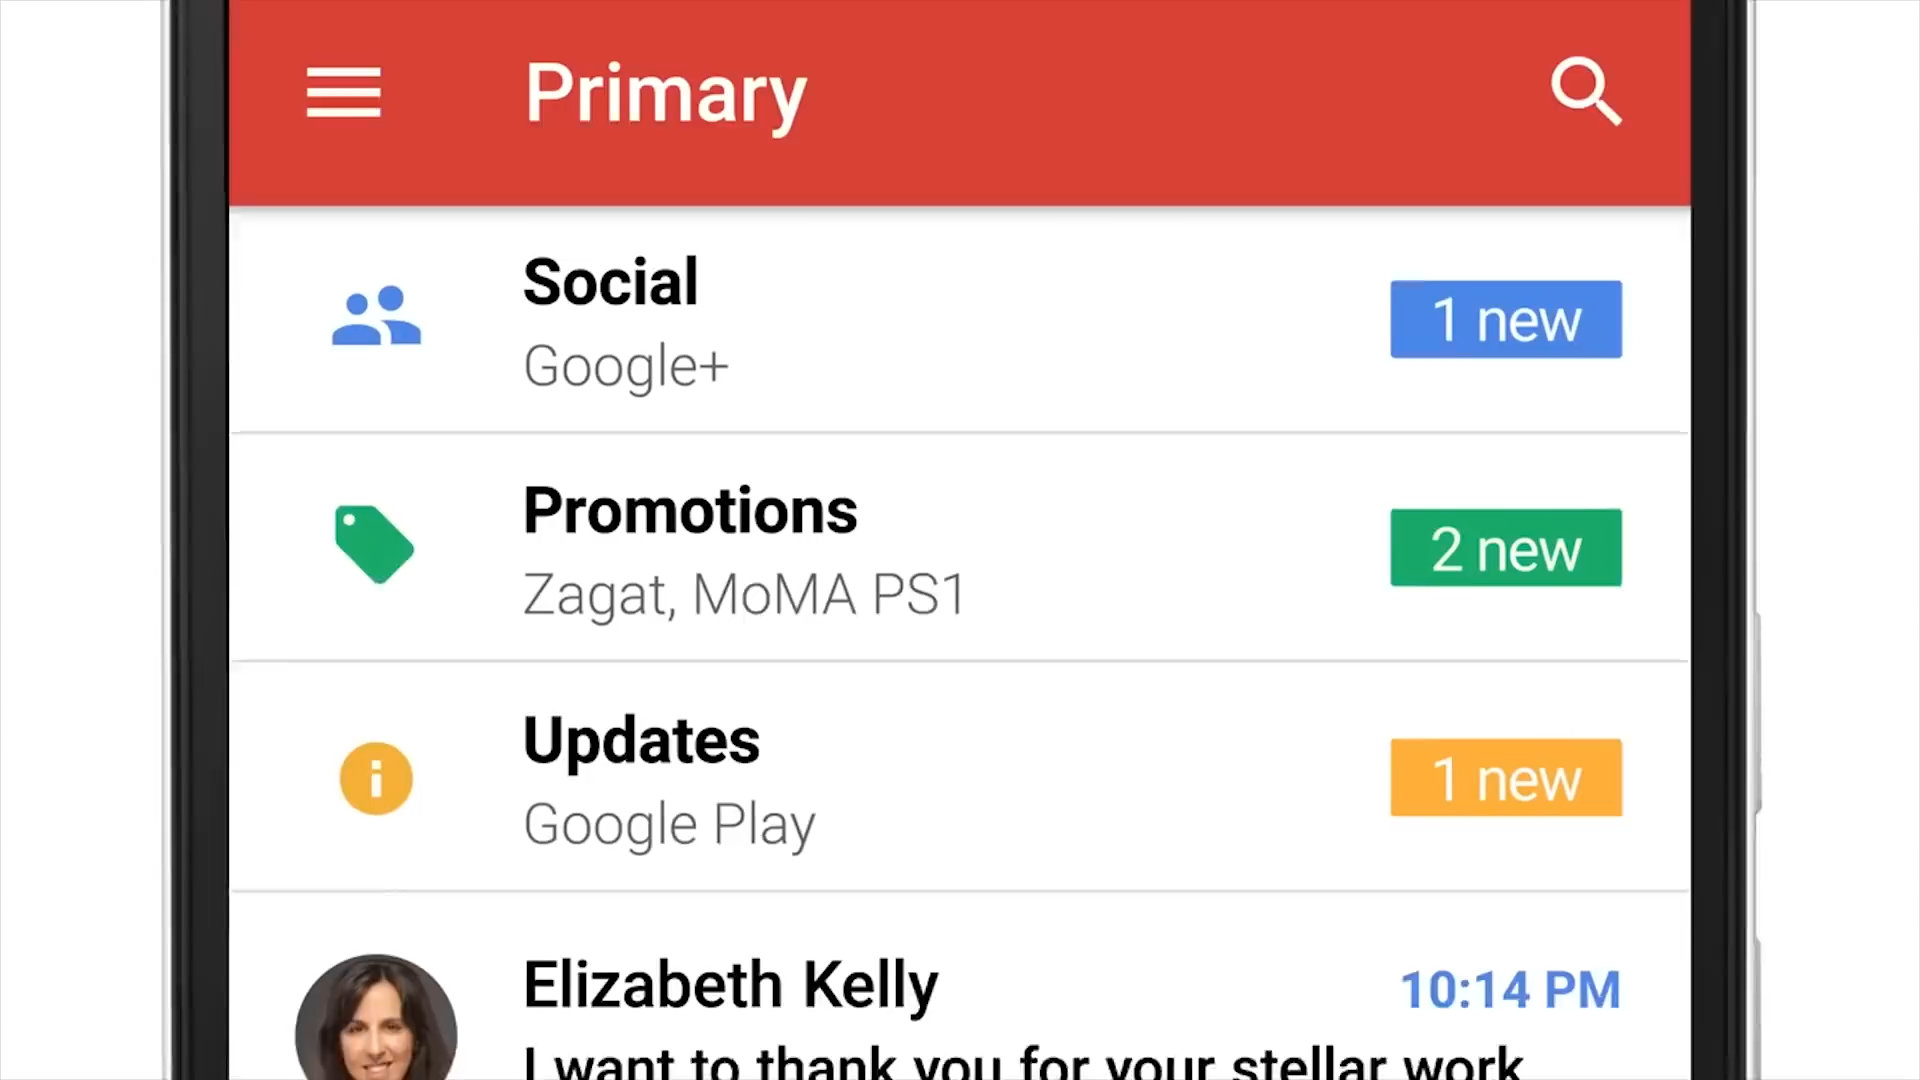 Primary
Social
1 new
Google+
Promotions
2 new
Zagat, MoMA PS1
Updates
1 new
Google Play
Elizabeth Kelly
10:14 PM
I want to thank you for your stellar work